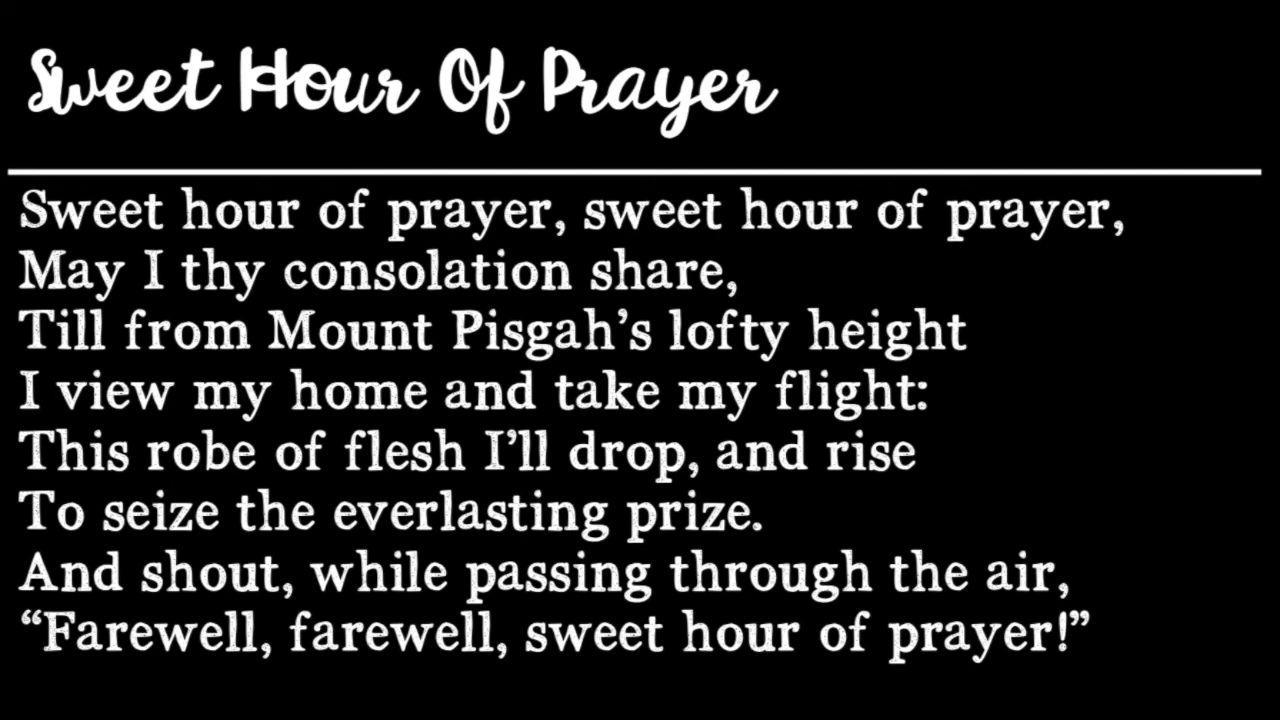 Sweet Hour Of Prayer
Sweet hour of prayer, sweet hour of prayer,
May I thy consolation share,
Till from Mount Pisgah’s lofty height
I view my home and take my flight:
This robe of flesh I’ll drop, and rise
To seize the everlasting prize.
And shout, while passing through the air,
“Farewell, farewell, sweet hour of prayer!”